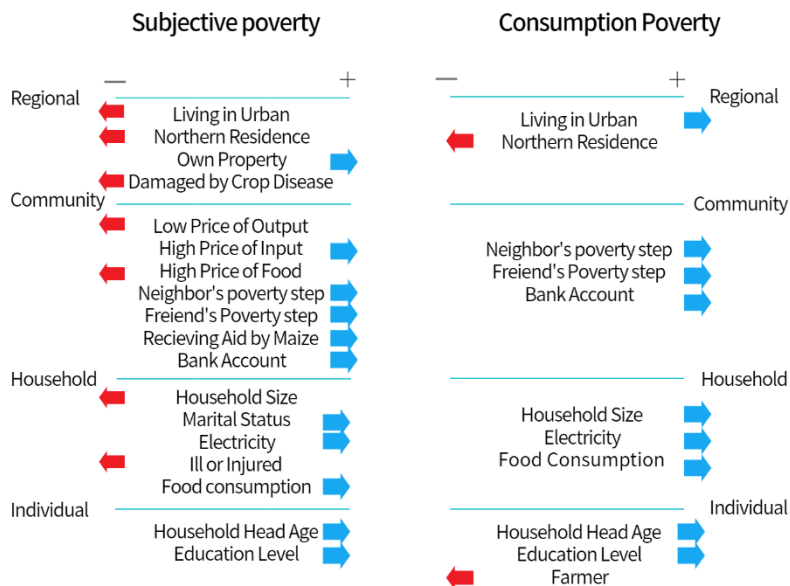 Subjective poverty
Consumption Poverty
— +
— +
Regional
Living in Urban
Northern Residence
Own Property
Damaged by Crop Disease
Community
Low Price of Output
High Price of Input
High Price of Food
Neighbor's poverty step
Freiend's Poverty step
Recieving Aid by Maize
Bank Account
Household
Household Size
Marital Status
Electricity
Ill or Injured
Food consumption
Individual
Household Head Age
Education Level
Regional
Living in Urban
Northern Residence
Community
Neighbor's poverty step
Freiend's Poverty step
Bank Account
Household
Household Size
Electricity
Food Consumption
Individual
Household Head Age
Education Level
Farmer